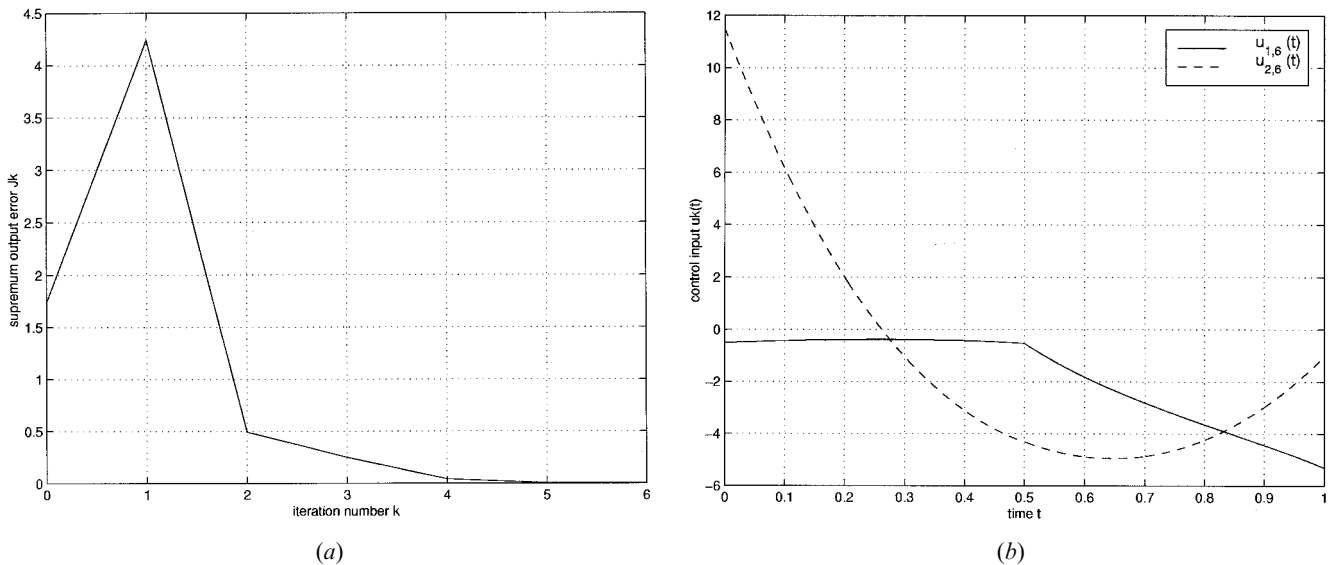 4.5
4
3.5
3
2.5
2
1.5
1
0.5
0
supremum output error Jk
0 1 2 3 4 5 6
iteration number k
(a)
12
10
8
6
4
2
0
−2
−4
−6
control input uk(t)
u1,6 (t)
u2,6 (t)
0 0.1 0.2 0.3 0.4 0.5 0.6 0.7 0.8 0.9 1
time t
(b)